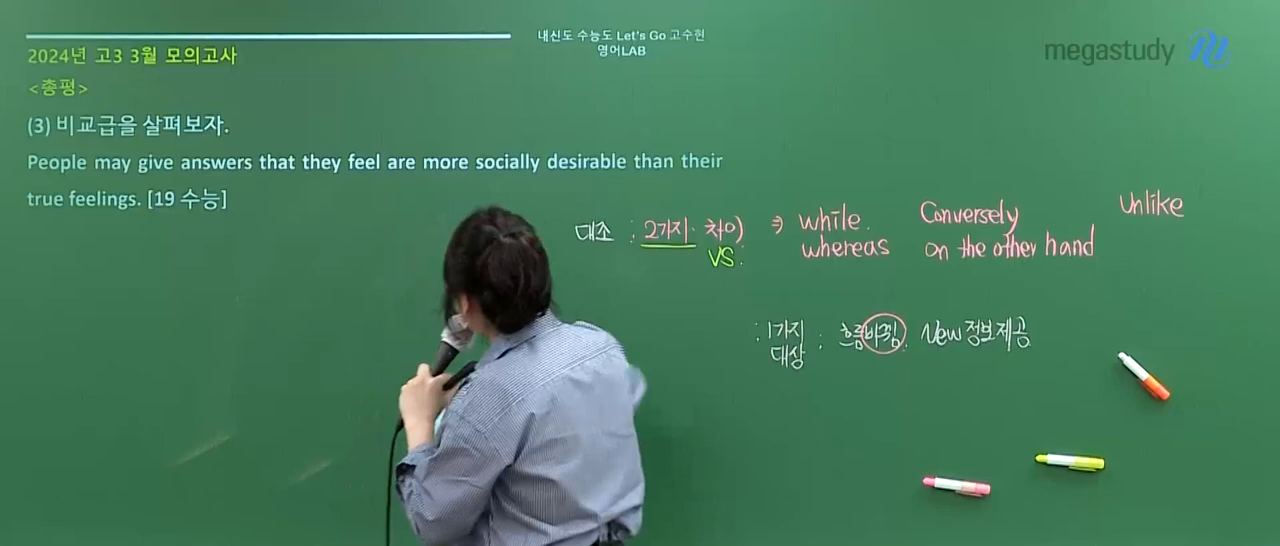 내신도 수능도 Let's Go 고수현
영어LAB
megastudy
2024년 고3 3월 모의고사
<총평>
(3) 비교급을 살펴보자.
People may give answers that they feel are more socially desirable than their
true feelings. [19 수능]
대조 : 2가지 차이 ⇒ while Conversely Unlike
VS. whereas on the other hand
: 1가지 : 흐름바뀜. New 정보제공
대상